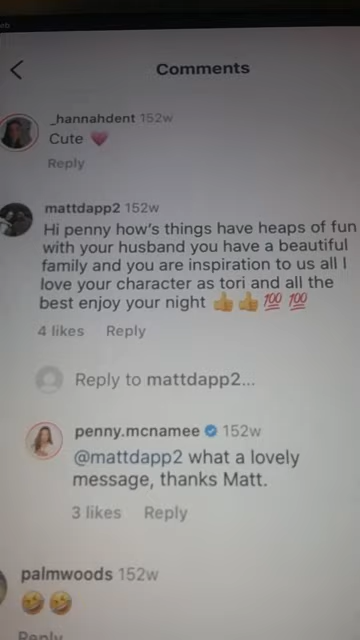 Comments
_hannahdent 152w
Cute 💗
Reply
mattdapp2 152w
Hi penny how's things have heaps of fun
with your husband you have a beautiful
family and you are inspiration to us all I
love your character as tori and all the
best enjoy your night 👍👍💯💯
4 likes Reply
Reply to mattdapp2...
penny.mcnamee 152w
@mattdapp2 what a lovely
message, thanks Matt.
3 likes Reply
palmwoods 152w
🤣🤣
Reply